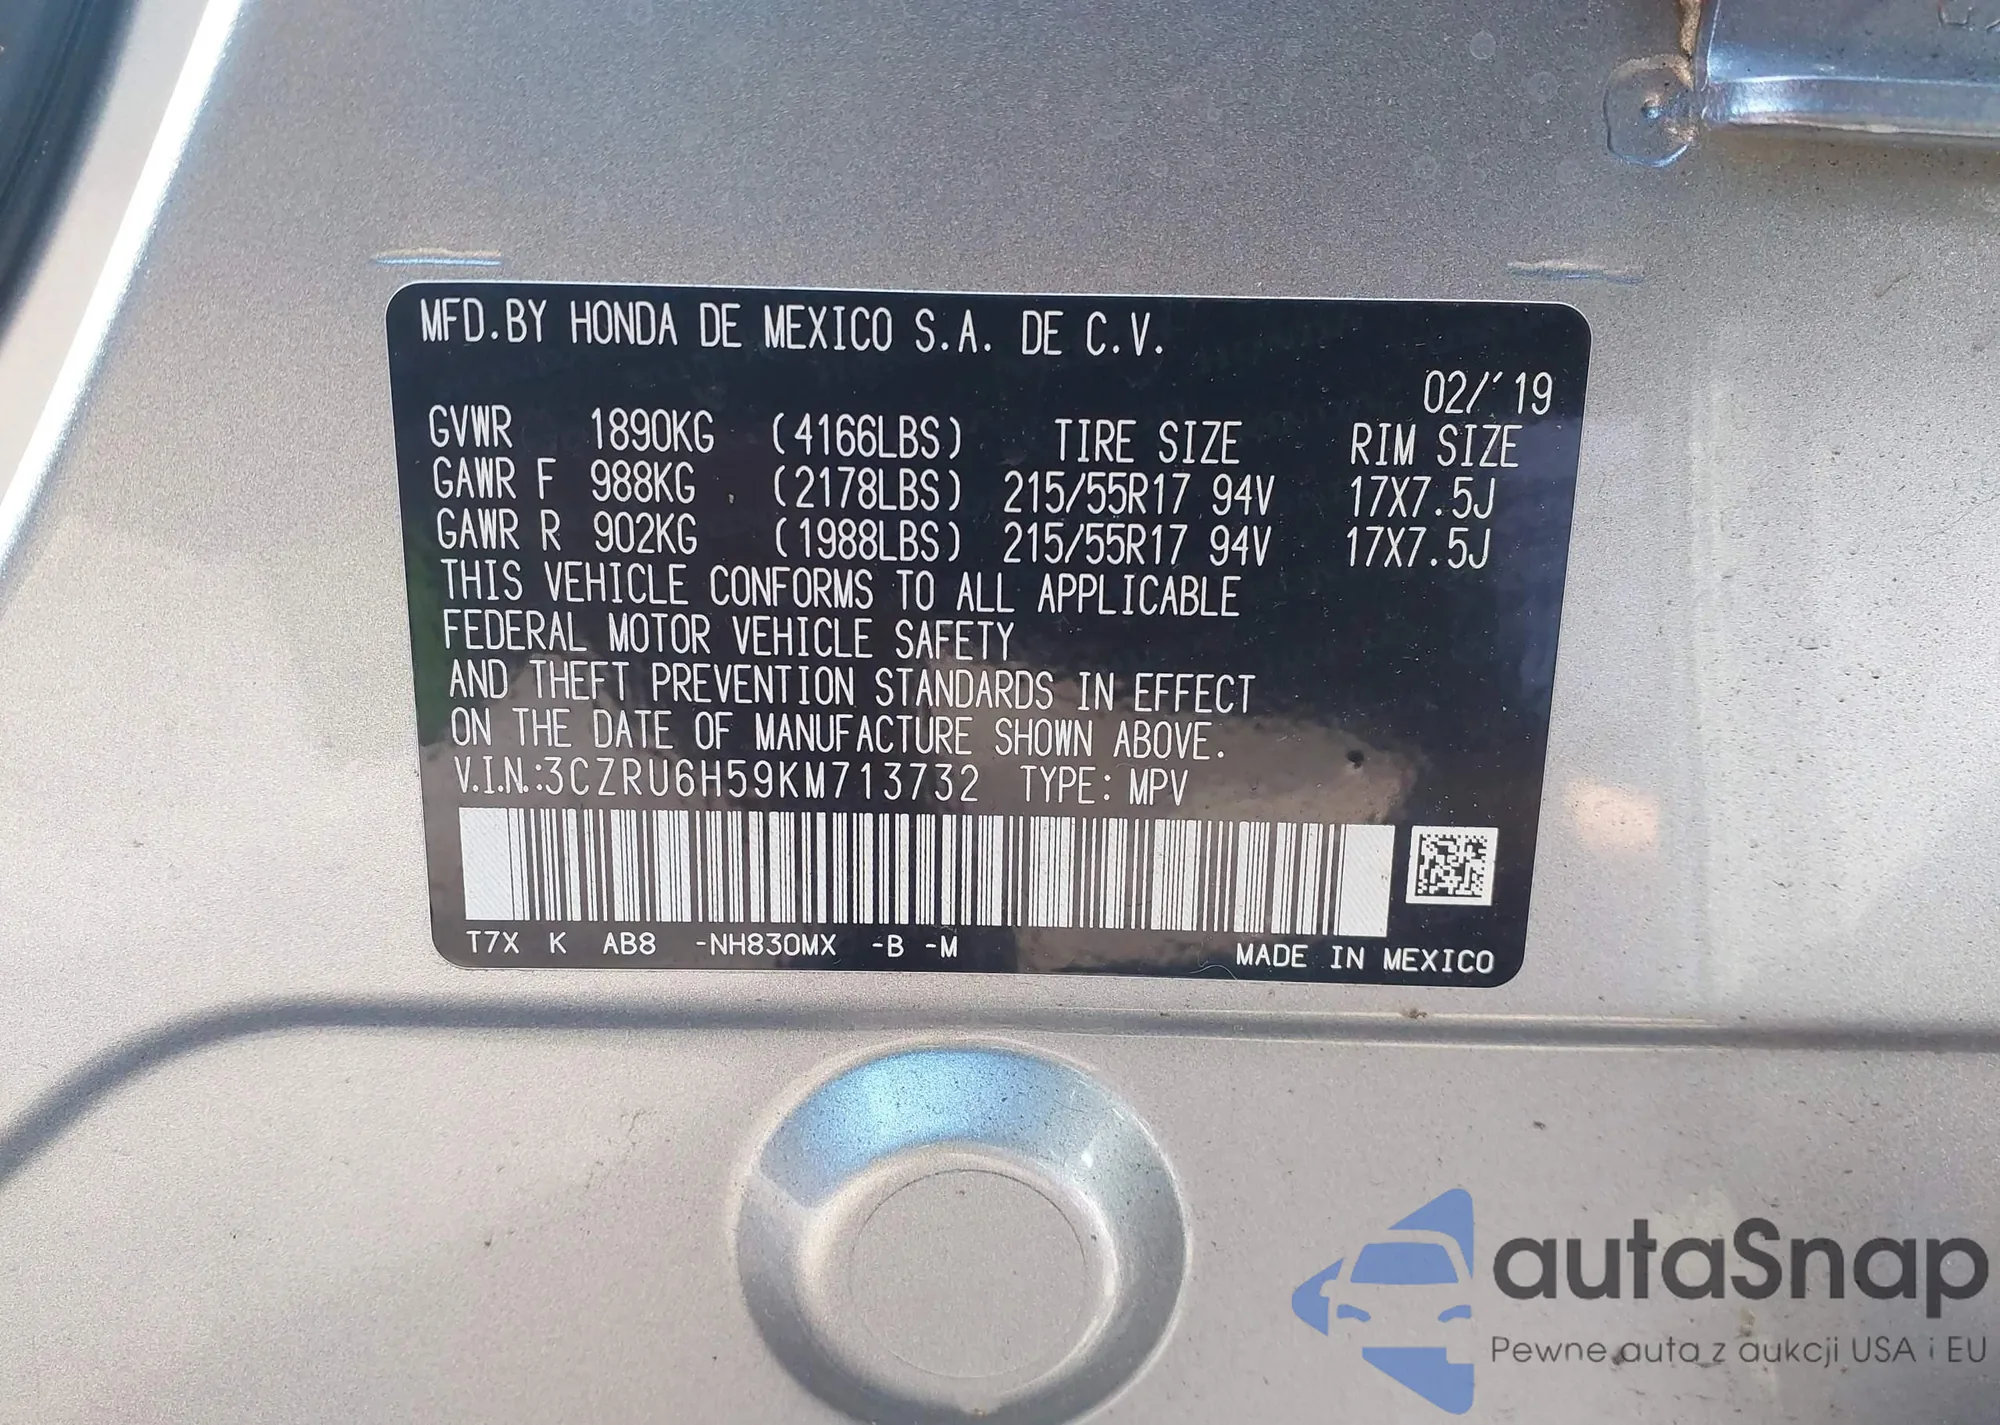 MFD.BY HONDA DE MEXICO S.A. DE C.V.
02/'19
GVWR 1890KG (4166LBS) TIRE SIZE RIM SIZE
GAWR F 988KG (2178LBS) 215/55R17 94V 17X7.5J
GAWR R 902KG (1988LBS) 215/55R17 94V 17X7.5J
THIS VEHICLE CONFORMS TO ALL APPLICABLE
FEDERAL MOTOR VEHICLE SAFETY
AND THEFT PREVENTION STANDARDS IN EFFECT
ON THE DATE OF MANUFACTURE SHOWN ABOVE.
V.I.N.:3CZRU6H59KM713732 TYPE: MPV
T7X K AB8 -NH830MX -B -M MADE IN MEXICO
autaSnap
Pewne auta z aukcji USA i EU